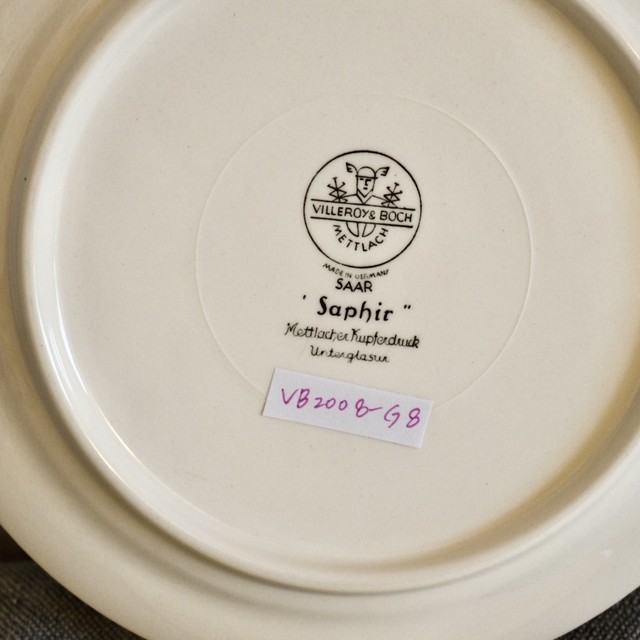 VILLEROY & BOCH
METTLACH
MADE IN GERMANY
SAAR
' Saphir "
Mettlacher Kupferdruck
Unterglasur
VB2008-G8